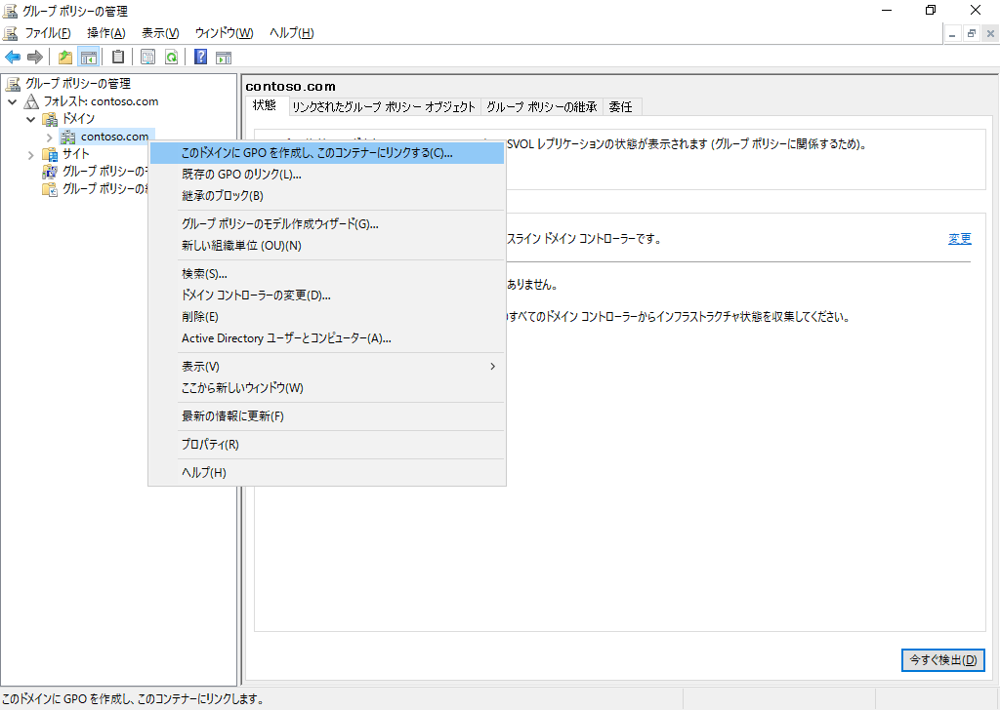 グループ ポリシーの管理
ファイル(F) 操作(A) 表示(V) ウィンドウ(W) ヘルプ(H)
グループ ポリシーの管理
フォレスト: contoso.com
ドメイン
contoso.com
サイト
グループ ポリシーの
グループ ポリシーの
contoso.com
状態 リンクされたグループ ポリシー オブジェクト グループ ポリシーの継承 委任
SVOL レプリケーションの状態が表示されます (グループ ポリシーに関係するため)。
スライン ドメイン コントローラーです。 変更
ありません。
すべてのドメイン コントローラーからインフラストラクチャ状態を収集してください。
このドメインに GPO を作成し、このコンテナーにリンクする(C)...
既存の GPO のリンク(L)...
継承のブロック(B)
グループ ポリシーのモデル作成ウィザード(G)...
新しい組織単位 (OU)(N)
検索(S)...
ドメイン コントローラーの変更(D)...
削除(E)
Active Directory ユーザーとコンピューター(A)...
表示(V)
ここから新しいウィンドウ(W)
最新の情報に更新(F)
プロパティ(R)
ヘルプ(H)
今すぐ検出(D)
このドメインに GPO を作成し、このコンテナーにリンクします。